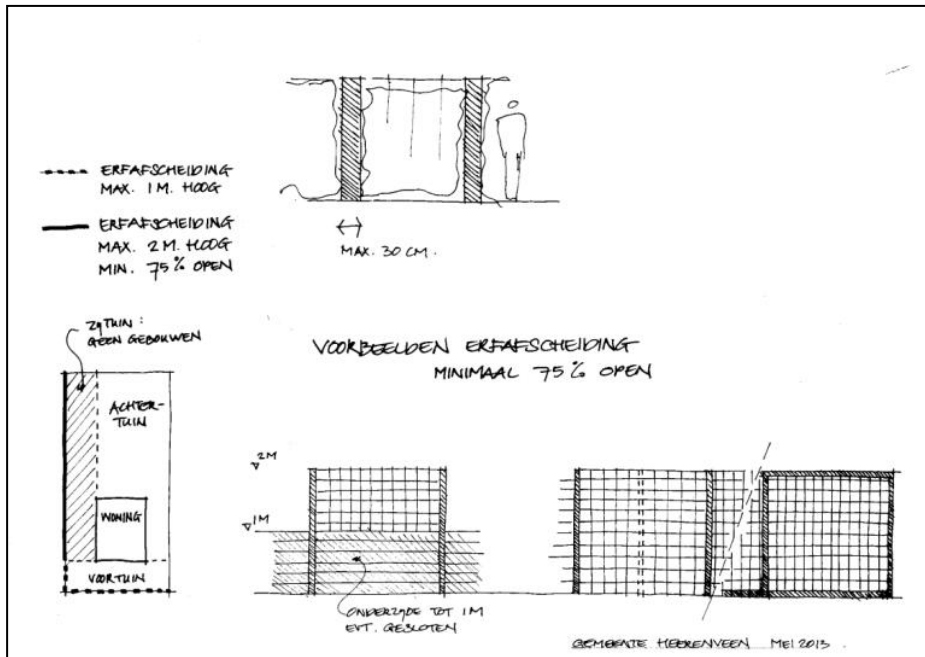 ERFAFSCHEIDING
MAX. 1 M. HOOG
ERFAFSCHEIDING
MAX. 2 M. HOOG
MIN. 75% OPEN
MAX. 30 CM.
ZIJTUIN :
GEEN GEBOUWEN
VOORBEELDEN ERFAFSCHEIDING
MINIMAAL 75% OPEN
ACHTER-
TUIN
WONING
VOORTUIN
2M
1M
ONDERZIJDE TOT 1M
EVT. GESLOTEN
GEMEENTE HEERENVEEN MEI 2013.